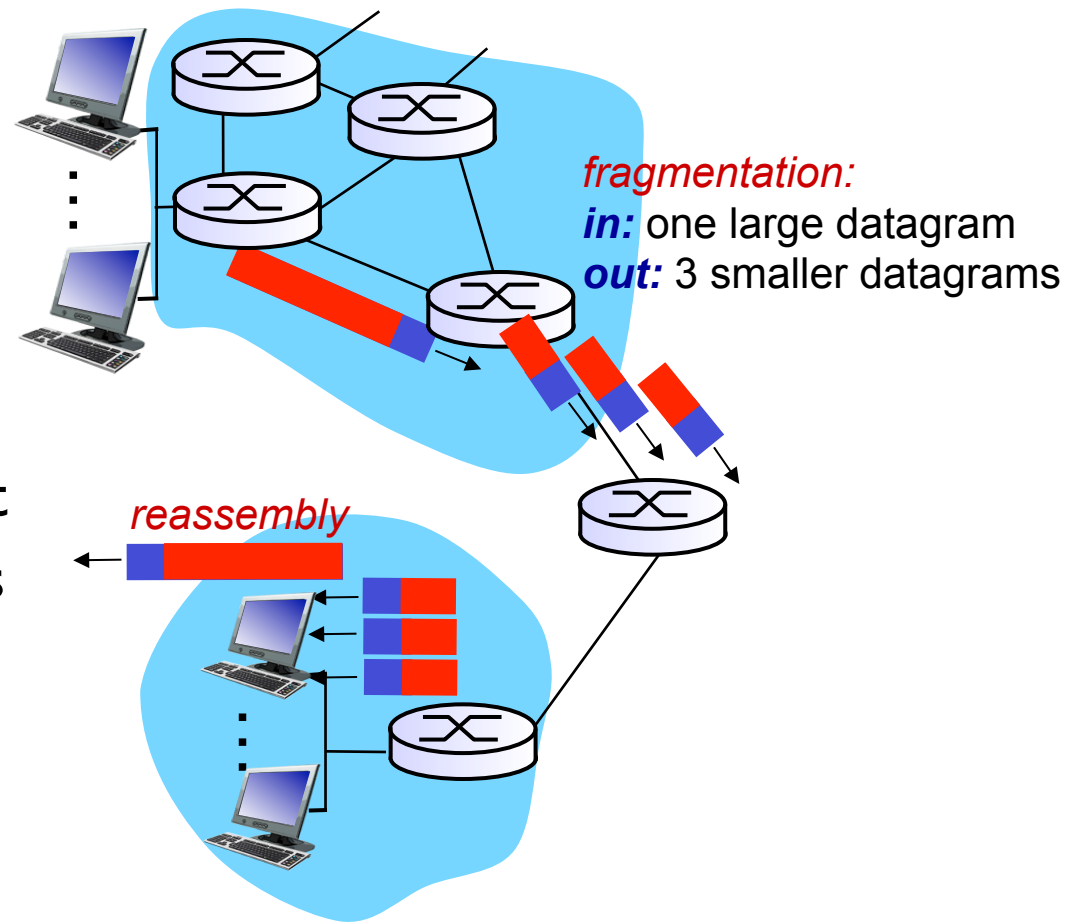 fragmentation:
in: one large datagram
out: 3 smaller datagrams
reassembly